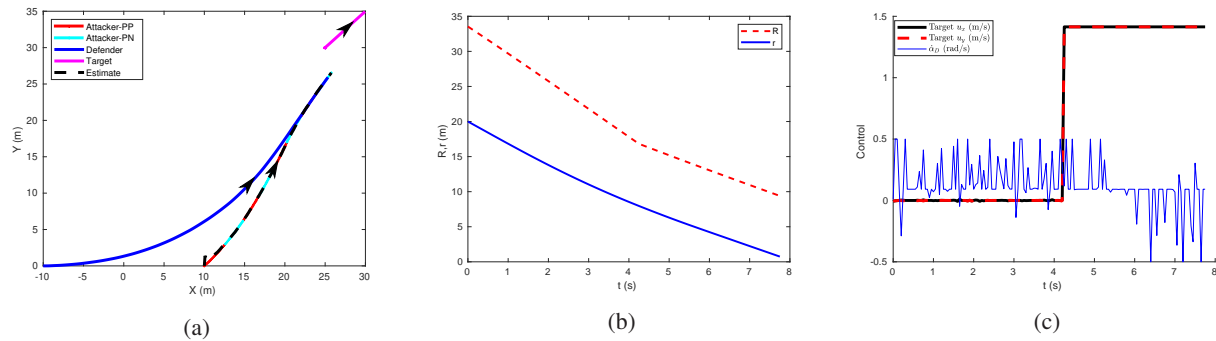 35
30
25
20
15
10
5
0
Y (m)
-10
-5
0
5
10
15
20
25
30
X (m)
Attacker-PP
Attacker-PN
Defender
Target
Estimate
(a)
40
35
30
25
20
15
10
5
0
R,r (m)
0
1
2
3
4
5
6
7
8
t (s)
R
r
(b)
1.5
1
0.5
0
-0.5
Control
0
1
2
3
4
5
6
7
8
t (s)
Target u_x (m/s)
Target u_y (m/s)
α̇_D (rad/s)
(c)